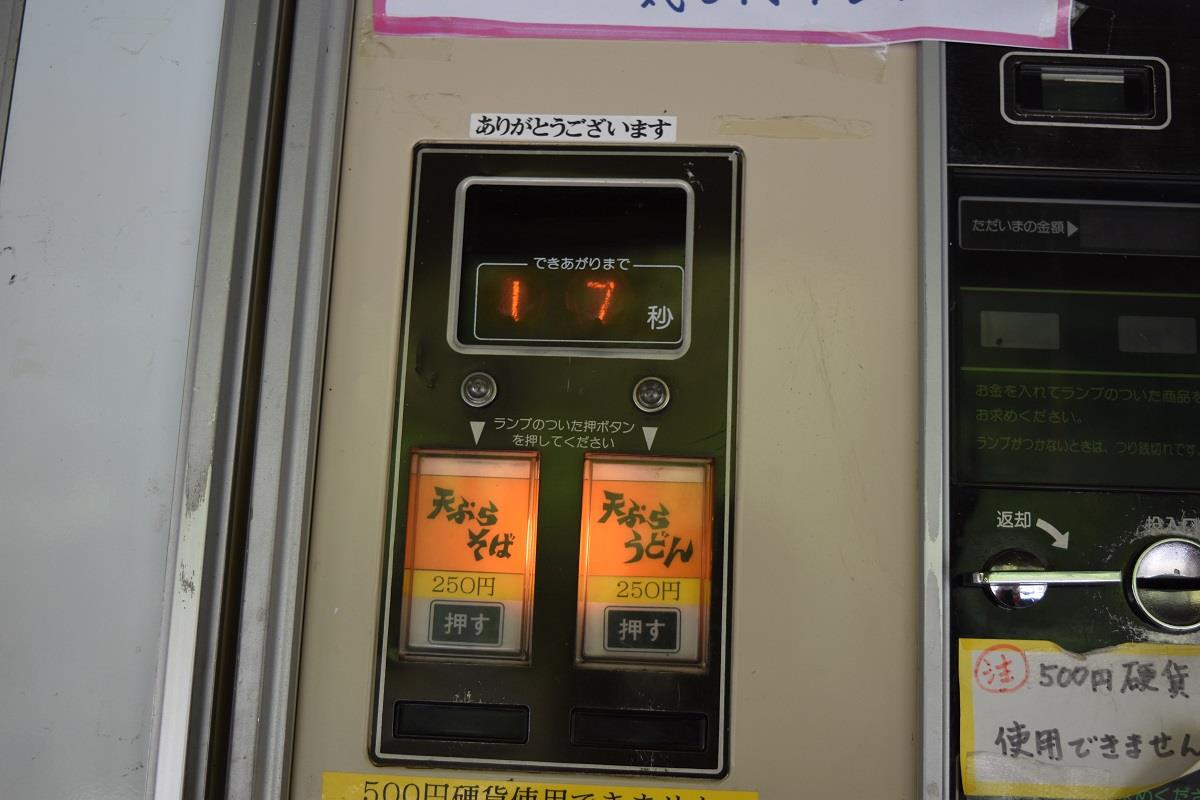 ありがとうございます
できあがりまで
17秒
ランプのついた押ボタン
を押してください
天ぷら
そば
250円
押す
天ぷら
うどん
250円
押す
500円硬貨使用できません
ただいまの金額▶
お金を入れてランプのついた商品を
お求めください。
ランプがつかないときは、つり銭切れです
返却
投入口
注 500円硬貨
使用できません